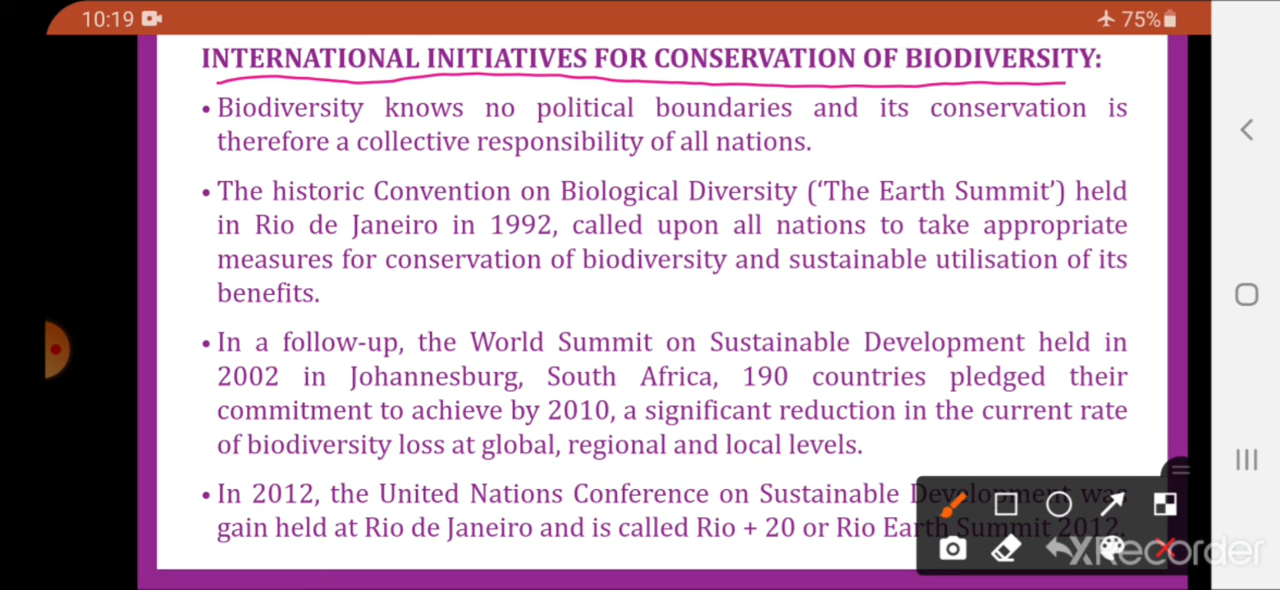 10:19
75%
INTERNATIONAL INITIATIVES FOR CONSERVATION OF BIODIVERSITY:
• Biodiversity knows no political boundaries and its conservation is
therefore a collective responsibility of all nations.
• The historic Convention on Biological Diversity (‘The Earth Summit’) held
in Rio de Janeiro in 1992, called upon all nations to take appropriate
measures for conservation of biodiversity and sustainable utilisation of its
benefits.
• In a follow-up, the World Summit on Sustainable Development held in
2002 in Johannesburg, South Africa, 190 countries pledged their
commitment to achieve by 2010, a significant reduction in the current rate
of biodiversity loss at global, regional and local levels.
• In 2012, the United Nations Conference on Sustainable Development was
gain held at Rio de Janeiro and is called Rio + 20 or Rio Earth Summit 2012.
XRecorder